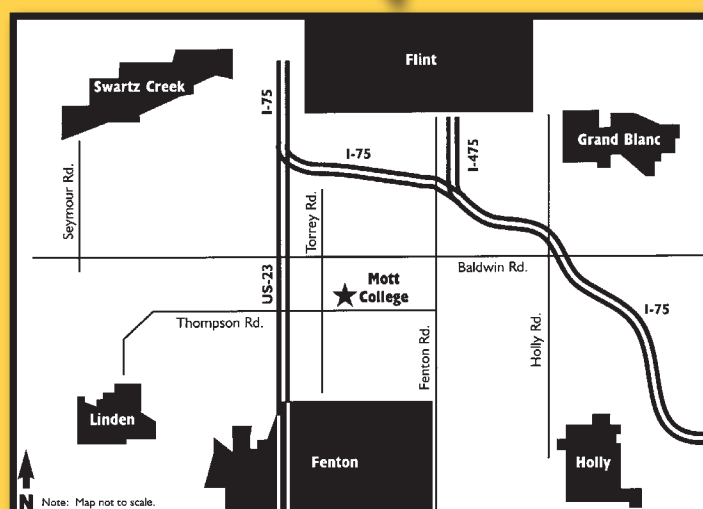 Flint
Swartz Creek
I-75
Grand Blanc
I-75
I-475
Seymour Rd.
Torrey Rd.
Baldwin Rd.
US-23
Mott
College
Thompson Rd.
I-75
Fenton Rd.
Holly Rd.
Linden
Fenton
Holly
N
Note: Map not to scale.